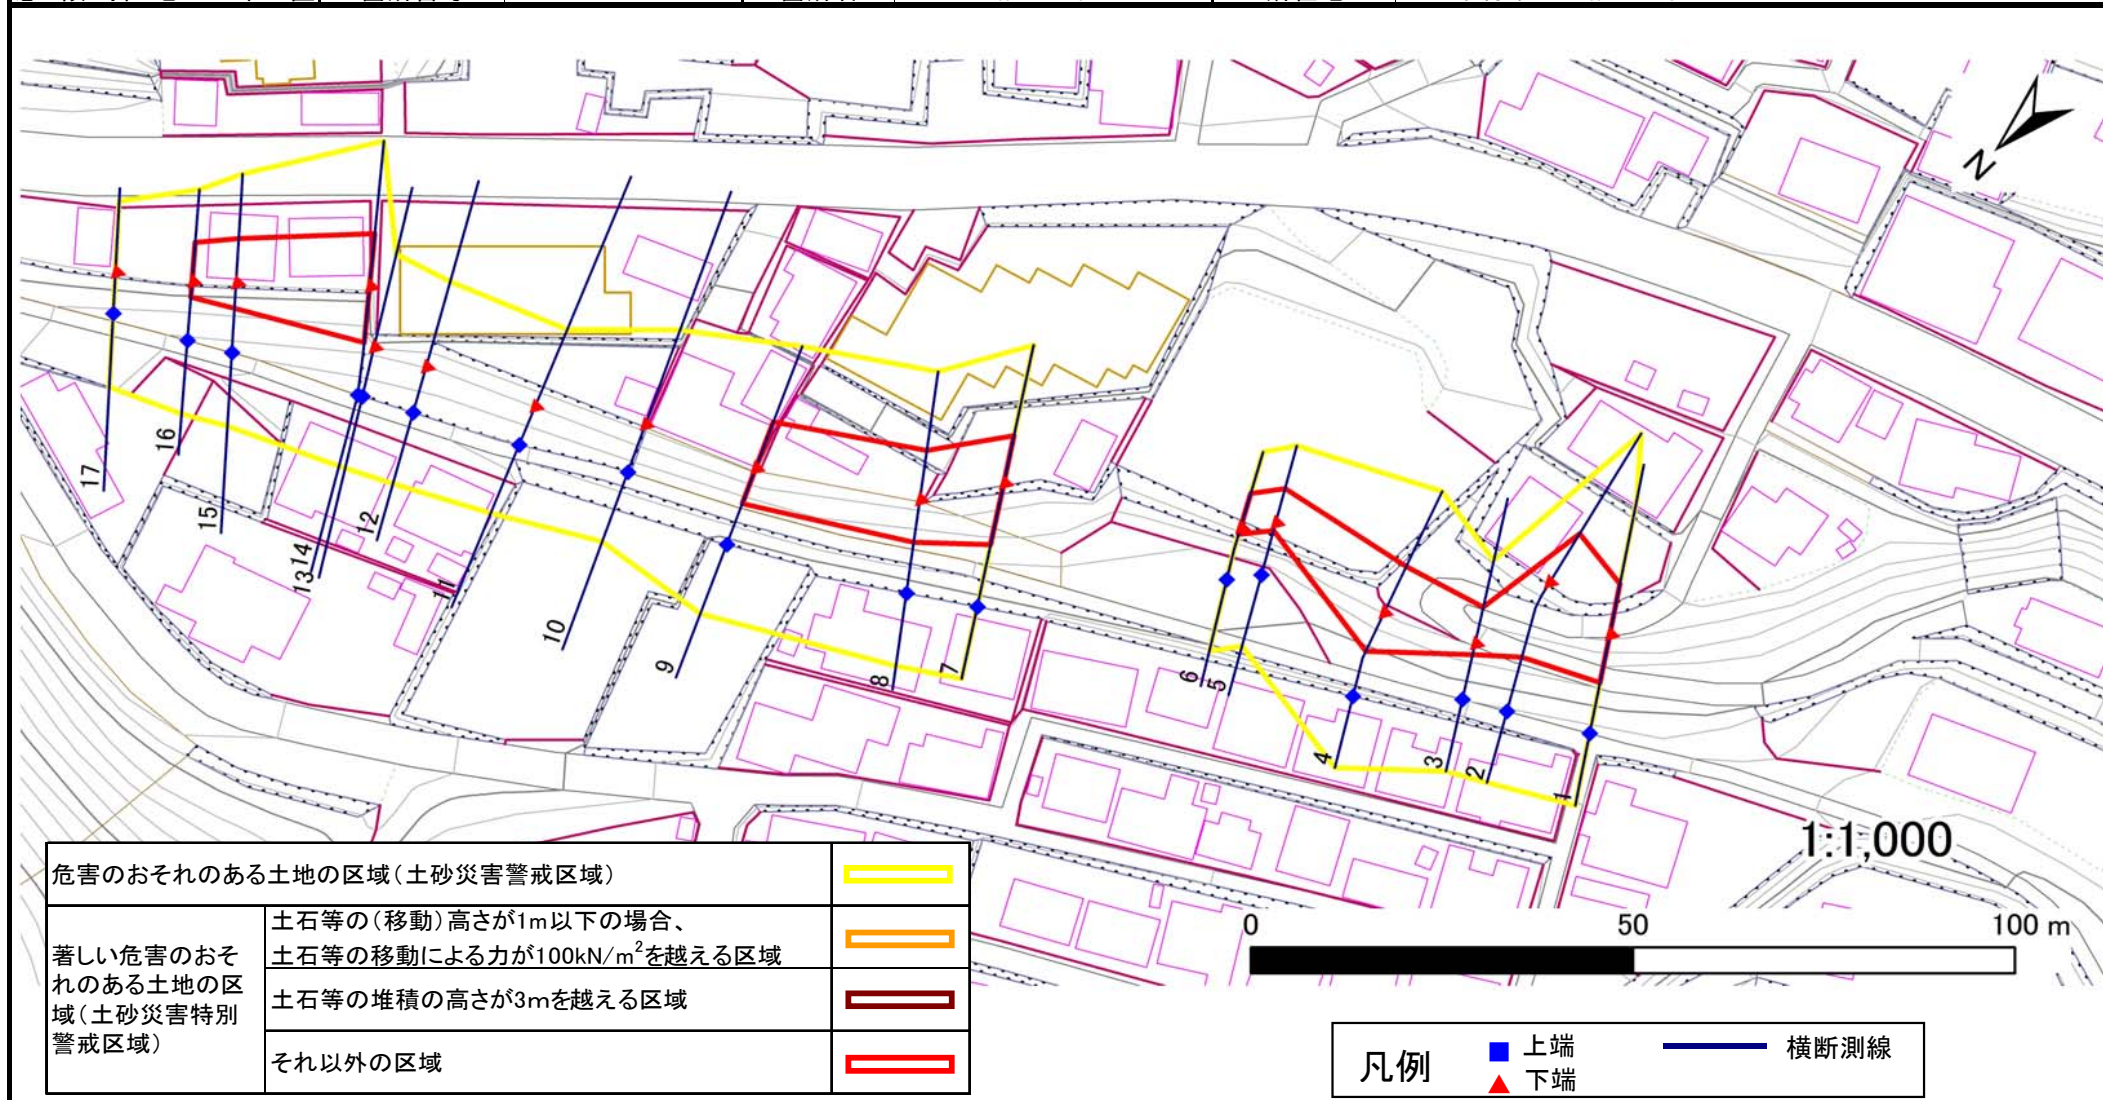 N
17
16
15
14
13
12
11
10
9
8
7
6
5
4
3
2
1
1:1,000
0 50 100 m
危害のおそれのある土地の区域(土砂災害警戒区域)
著しい危害のおそ
れのある土地の区
域(土砂災害特別
警戒区域)
土石等の(移動)高さが1m以下の場合、
土石等の移動による力が100kN/m²を越える区域
土石等の堆積の高さが3mを越える区域
それ以外の区域
凡例
上端
下端
横断測線